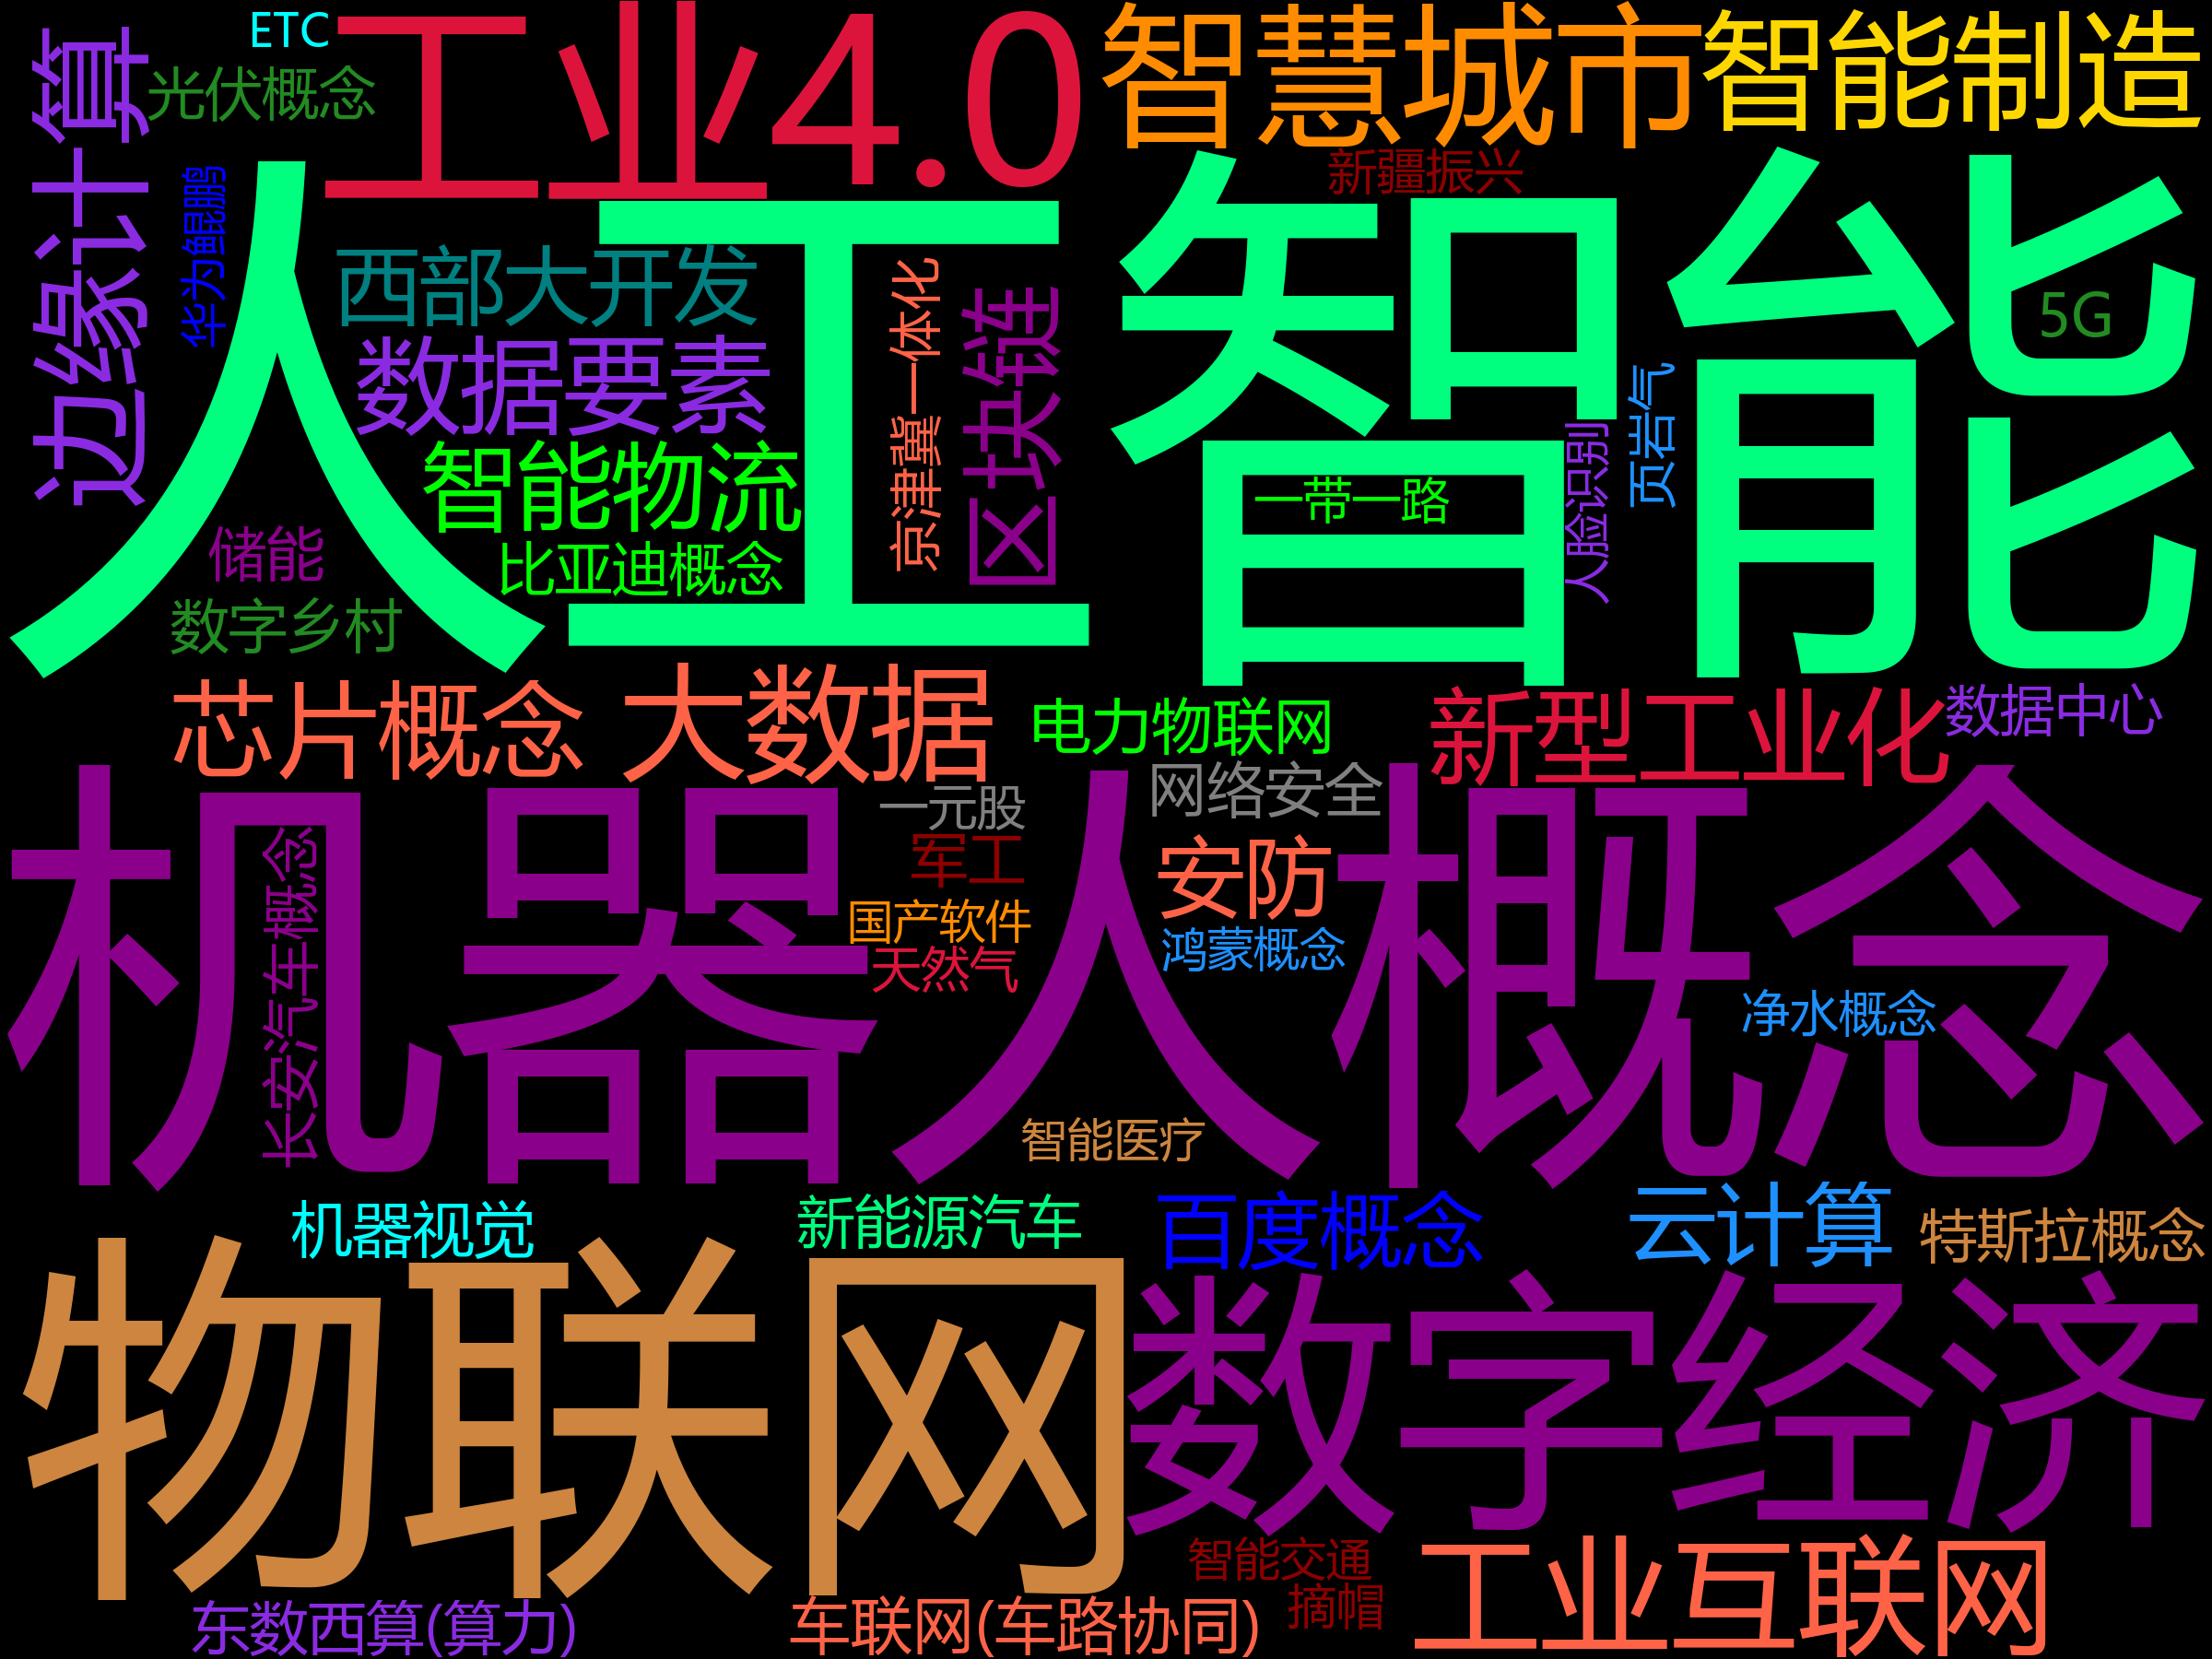 ETC
工业4.0
智慧城市
智能制造
光伏概念
边缘计算
华为鲲鹏
新疆振兴
人工智能
西部大开发
5G
数据要素
京津冀一体化
区块链
页岩气
人脸识别
智能物流
一带一路
储能
比亚迪概念
数字乡村
芯片概念
大数据
电力物联网
新型工业化
数据中心
网络安全
一元股
机器人概念
长安汽车概念
军工
安防
国产软件
鸿蒙概念
天然气
净水概念
智能医疗
机器视觉
新能源汽车
百度概念
云计算
特斯拉概念
物联网
数字经济
智能交通
工业互联网
摘帽
东数西算(算力)
车联网(车路协同)